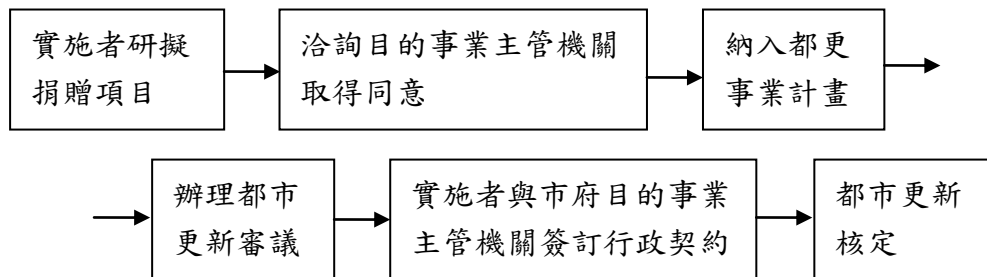 實施者研擬
捐贈項目
洽詢目的事業主管機關
取得同意
納入都更
事業計畫
辦理都市
更新審議
實施者與市府目的事業
主管機關簽訂行政契約
都市更新
核定